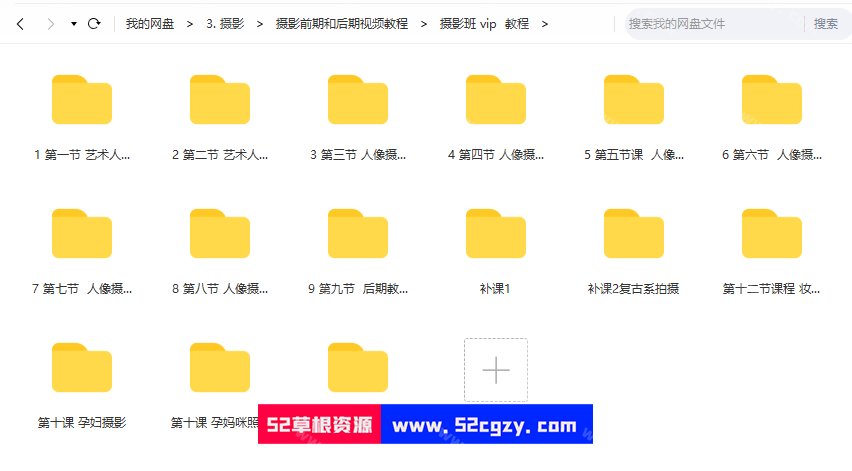 我的网盘 > 3. 摄影 > 摄影前期和后期视频教程 > 摄影班 vip 教程 >
搜索我的网盘文件 搜索
1 第一节 艺术人... 2 第二节 艺术人... 3 第三节 人像摄... 4 第四节 人像摄... 5 第五节课 人像... 6 第六节 人像摄...
7 第七节 人像摄... 8 第八节 人像摄... 9 第九节 后期教... 补课1 补课2复古系拍摄 第十二节课程 妆...
第十课 孕妇摄影 第十课 孕妈咪照
52草根资源 www.52cgzy.com